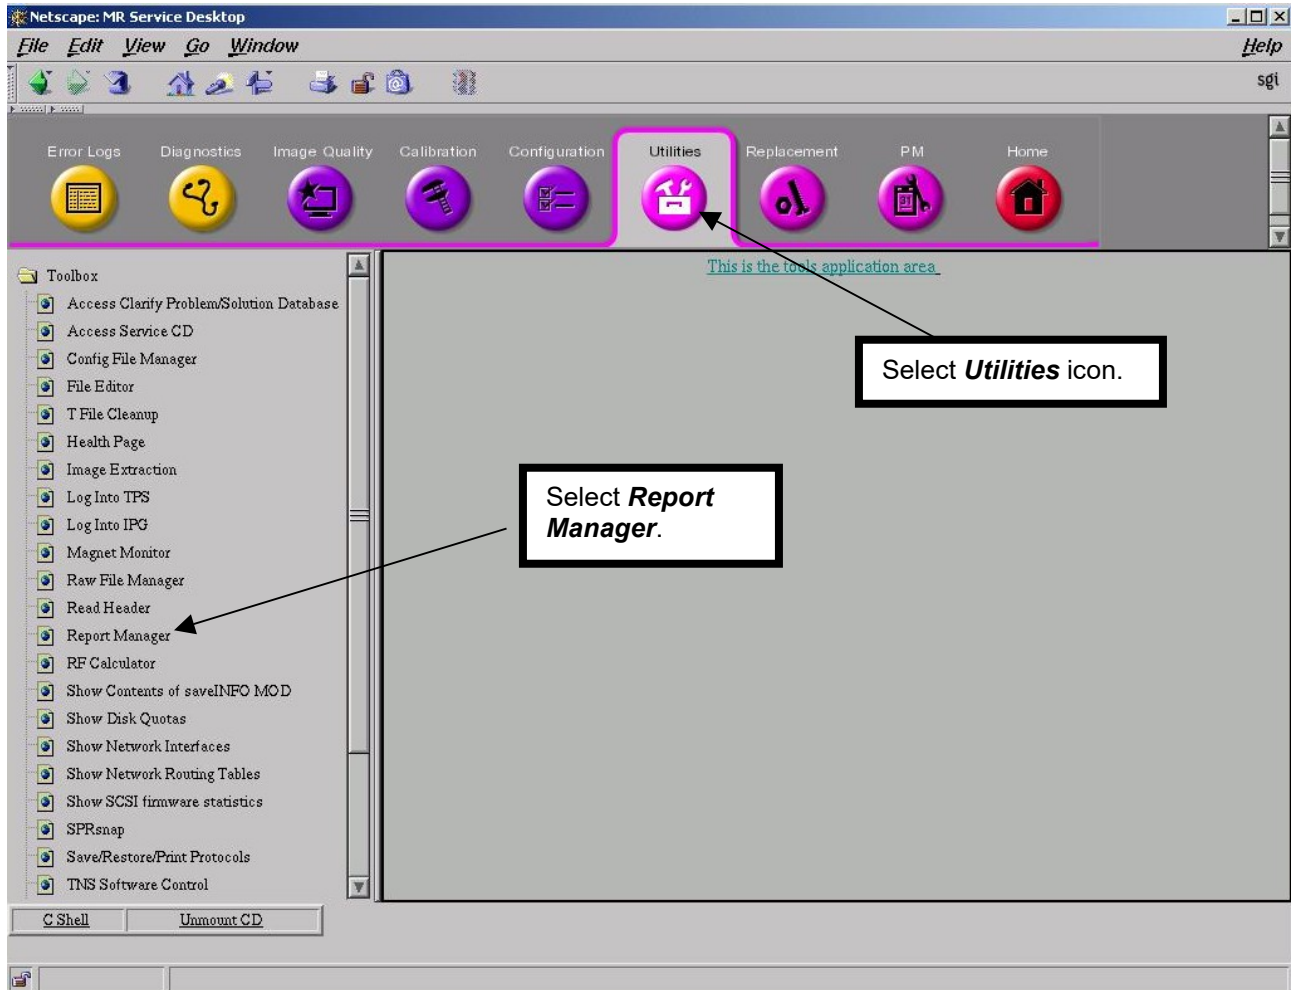 Netscape: MR Service Desktop
File Edit View Go Window Help
sgi
Error Logs Diagnostics Image Quality Calibration Configuration Utilities Replacement PM Home
31
Toolbox
This is the tools application area
Access Clarify Problem/Solution Database
Access Service CD
Config File Manager
Select Utilities icon.
File Editor
T File Cleanup
Health Page
Image Extraction
Log Into TPS
Select Report
Manager.
Log Into IPG
Magnet Monitor
Raw File Manager
Read Header
Report Manager
RF Calculator
Show Contents of saveINFO MOD
Show Disk Quotas
Show Network Interfaces
Show Network Routing Tables
Show SCSI firmware statistics
SPRsnap
Save/Restore/Print Protocols
TNS Software Control
C Shell Unmount CD